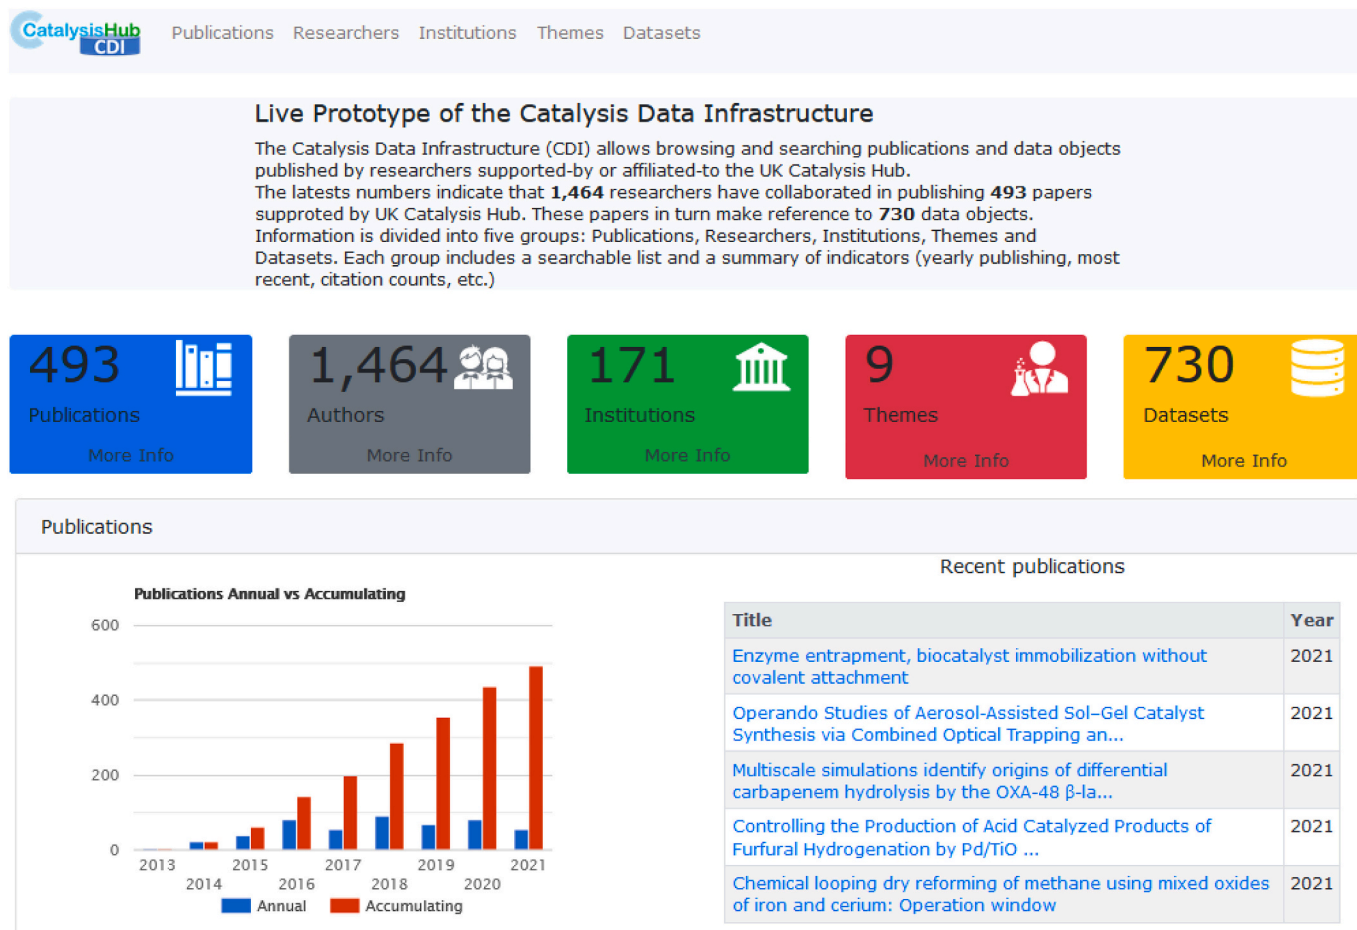 CatalysisHub
CDI
Publications Researchers Institutions Themes Datasets
Live Prototype of the Catalysis Data Infrastructure
The Catalysis Data Infrastructure (CDI) allows browsing and searching publications and data objects
published by researchers supported-by or affiliated-to the UK Catalysis Hub.
The latests numbers indicate that 1,464 researchers have collaborated in publishing 493 papers
supproted by UK Catalysis Hub. These papers in turn make reference to 730 data objects.
Information is divided into five groups: Publications, Researchers, Institutions, Themes and
Datasets. Each group includes a searchable list and a summary of indicators (yearly publishing, most
recent, citation counts, etc.)
493
Publications
More Info
1,464
Authors
More Info
171
Institutions
More Info
9
Themes
More Info
730
Datasets
More Info
Publications
Publications Annual vs Accumulating
600
400
200
0
2013
2014
2015
2016
2017
2018
2019
2020
2021
Annual
Accumulating
Recent publications
Title Year
Enzyme entrapment, biocatalyst immobilization without 2021
covalent attachment
Operando Studies of Aerosol-Assisted Sol–Gel Catalyst 2021
Synthesis via Combined Optical Trapping an...
Multiscale simulations identify origins of differential 2021
carbapenem hydrolysis by the OXA-48 β-la...
Controlling the Production of Acid Catalyzed Products of 2021
Furfural Hydrogenation by Pd/TiO ...
Chemical looping dry reforming of methane using mixed oxides 2021
of iron and cerium: Operation window